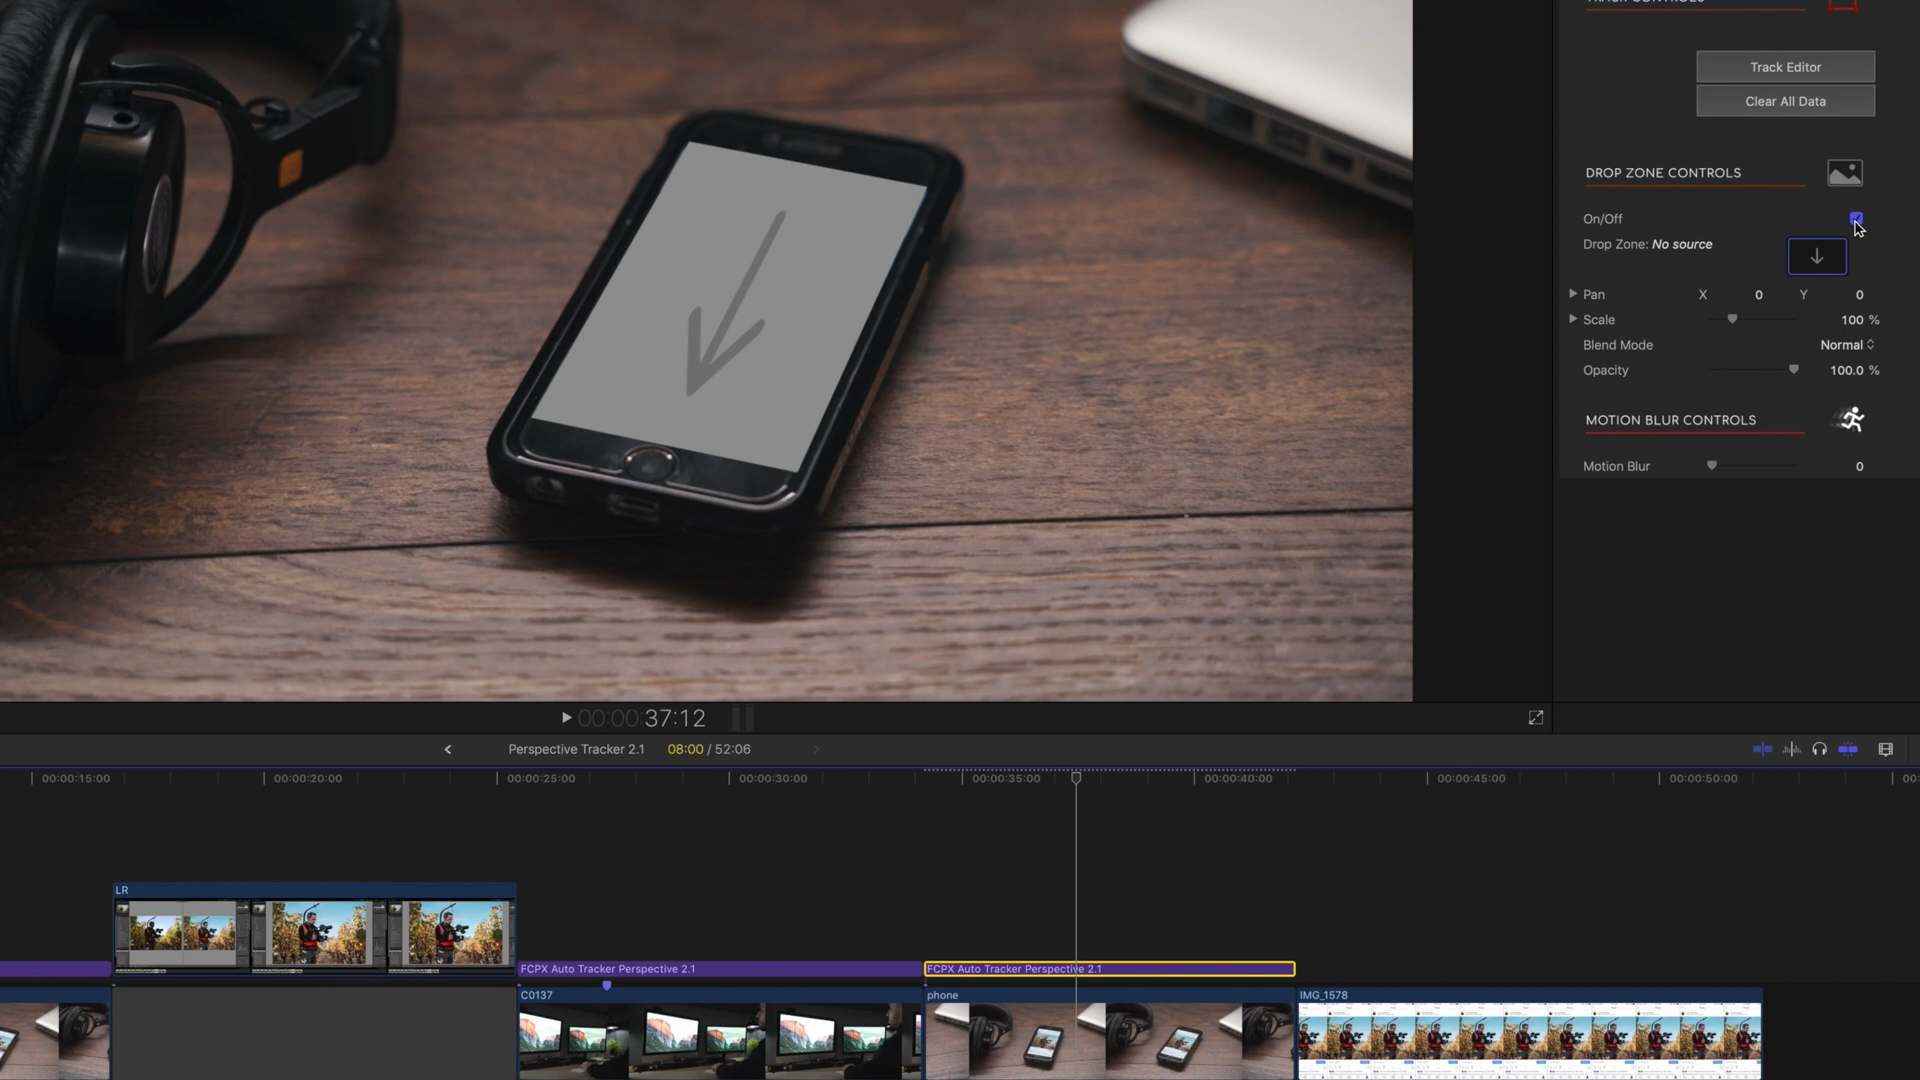 TRACK CONTROLS
Track Editor
Clear All Data
DROP ZONE CONTROLS
On/Off
Drop Zone: No source
Pan X 0 Y 0
Scale 100 %
Blend Mode Normal
Opacity 100.0 %
MOTION BLUR CONTROLS
Motion Blur 0
00:00:37:12
Perspective Tracker 2.1 08:00 / 52:06
00:00:15:00 00:00:20:00 00:00:25:00 00:00:30:00 00:00:35:00 00:00:40:00 00:00:45:00 00:00:50:00 00:
LR
FCPX Auto Tracker Perspective 2.1 FCPX Auto Tracker Perspective 2.1
C0137 phone IMG_1578